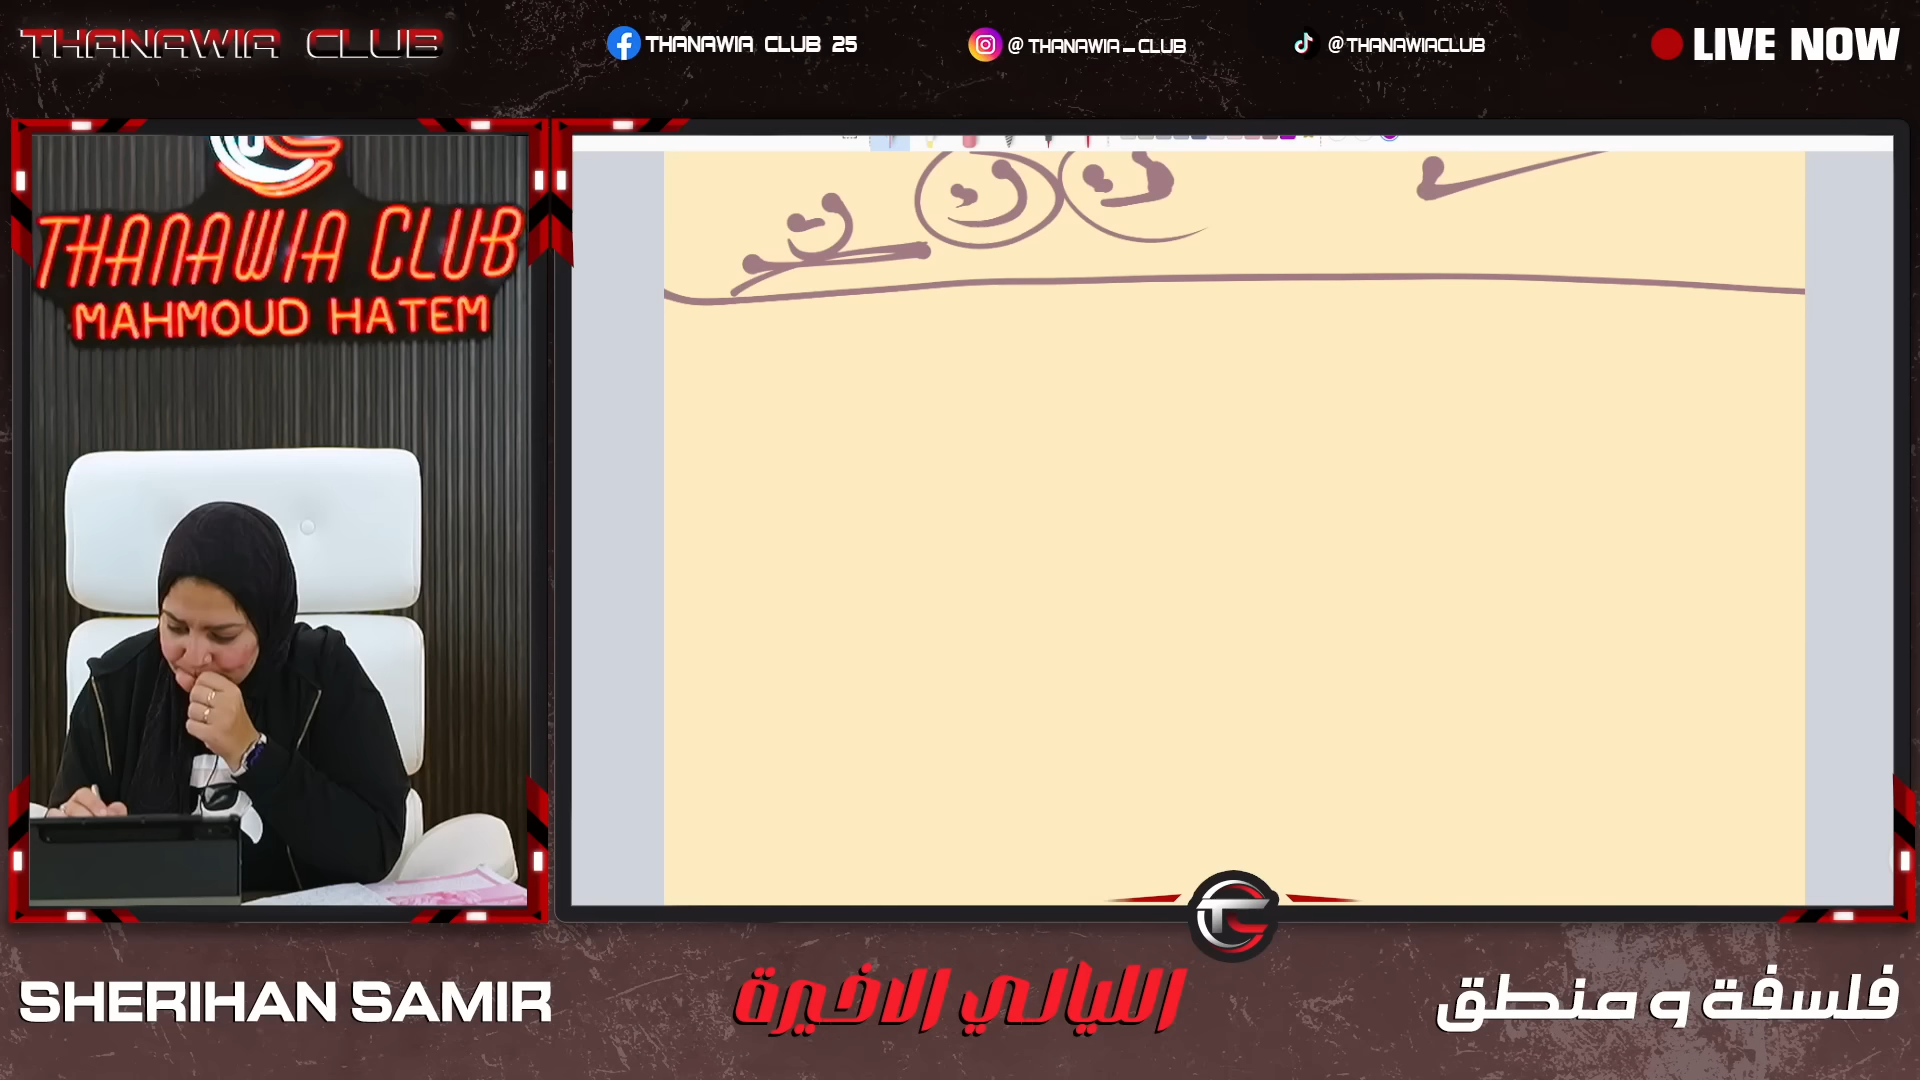 THANAWIA CLUB
THANAWIA CLUB 25
@ THANAWIA_CLUB
@THANAWIACLUB
LIVE NOW
THANAWIA CLUB
MAHMOUD HATEM
TC
SHERIHAN SAMIR
الليالي الاخيرة
فلسفة و منطق